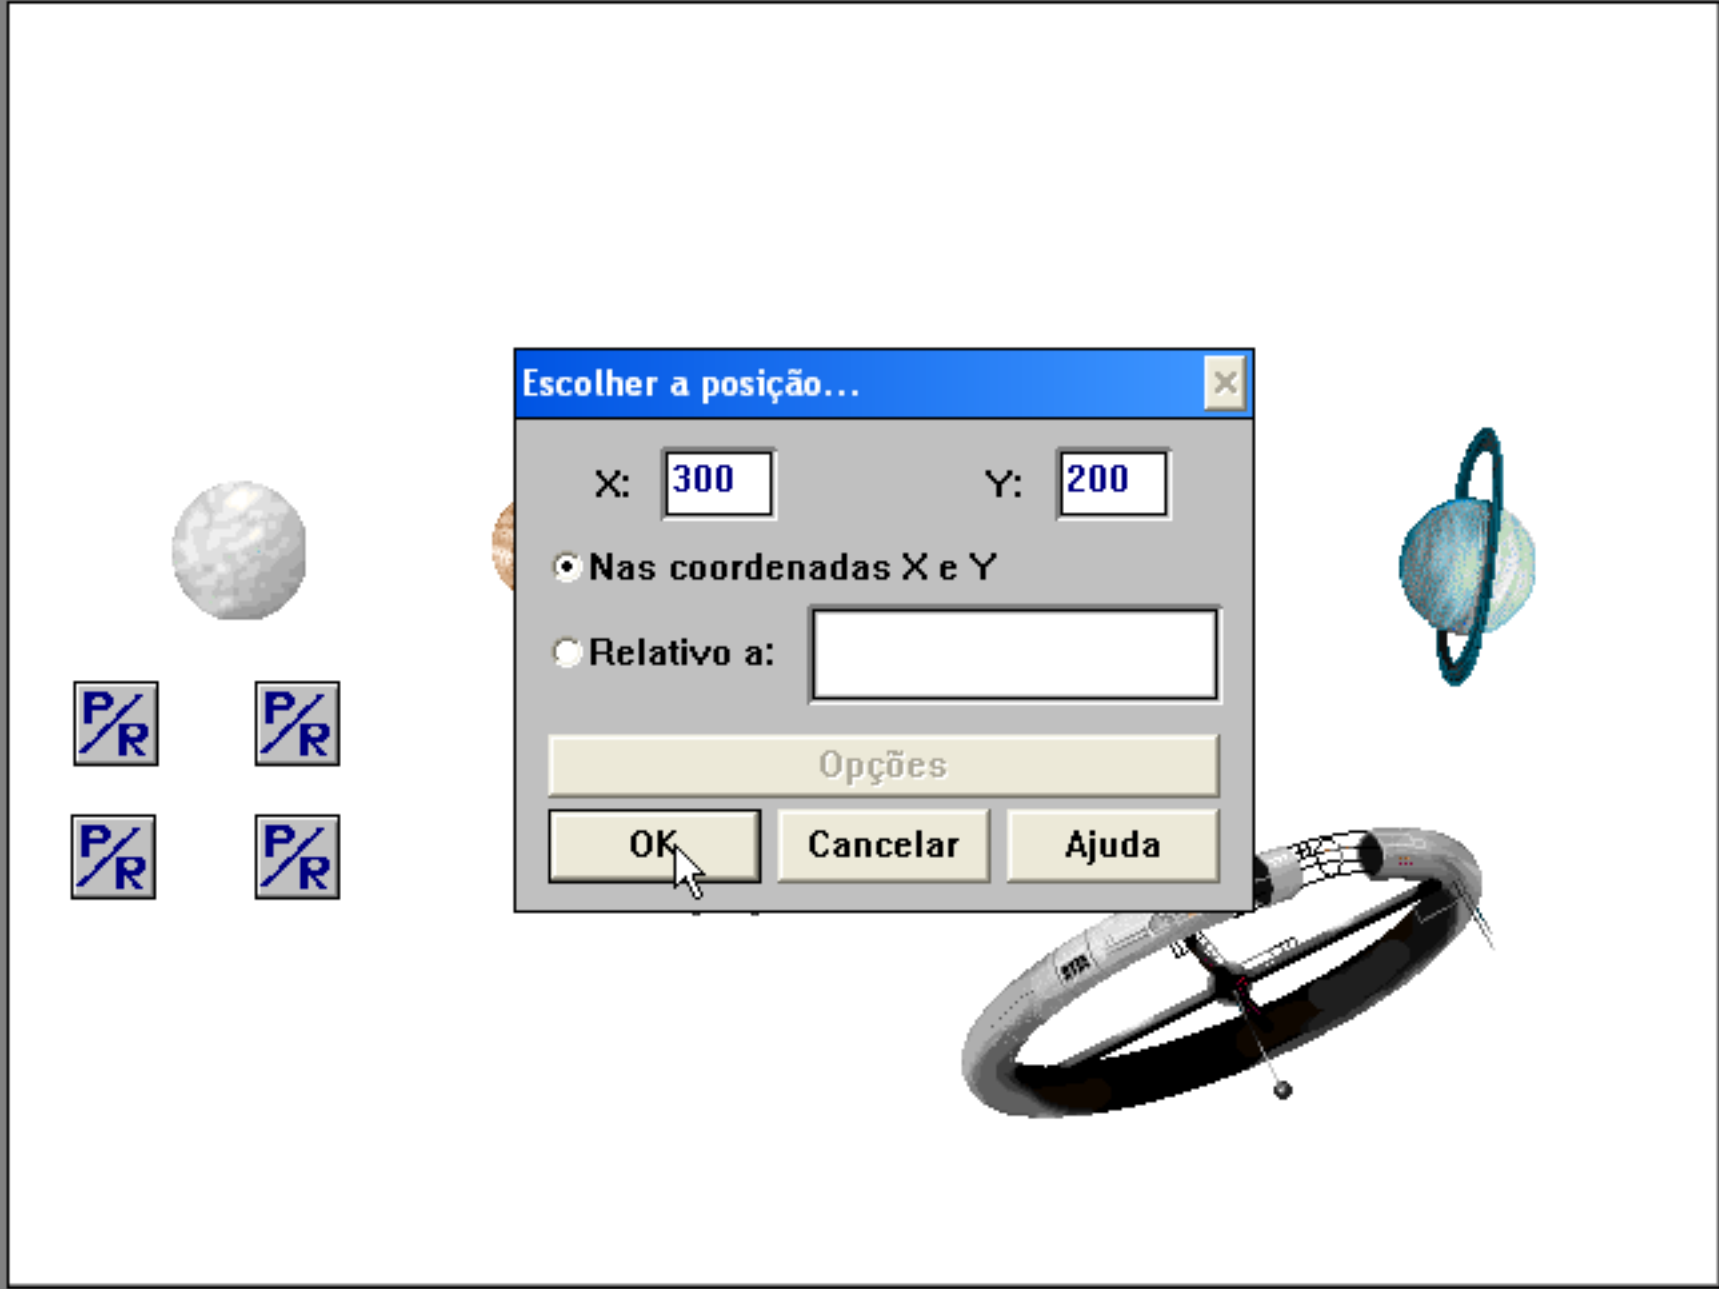 Escolher a posição...
X: 300 Y: 200
Nas coordenadas X e Y
Relativo a:
Opções
OK Cancelar Ajuda
P/R P/R
P/R P/R